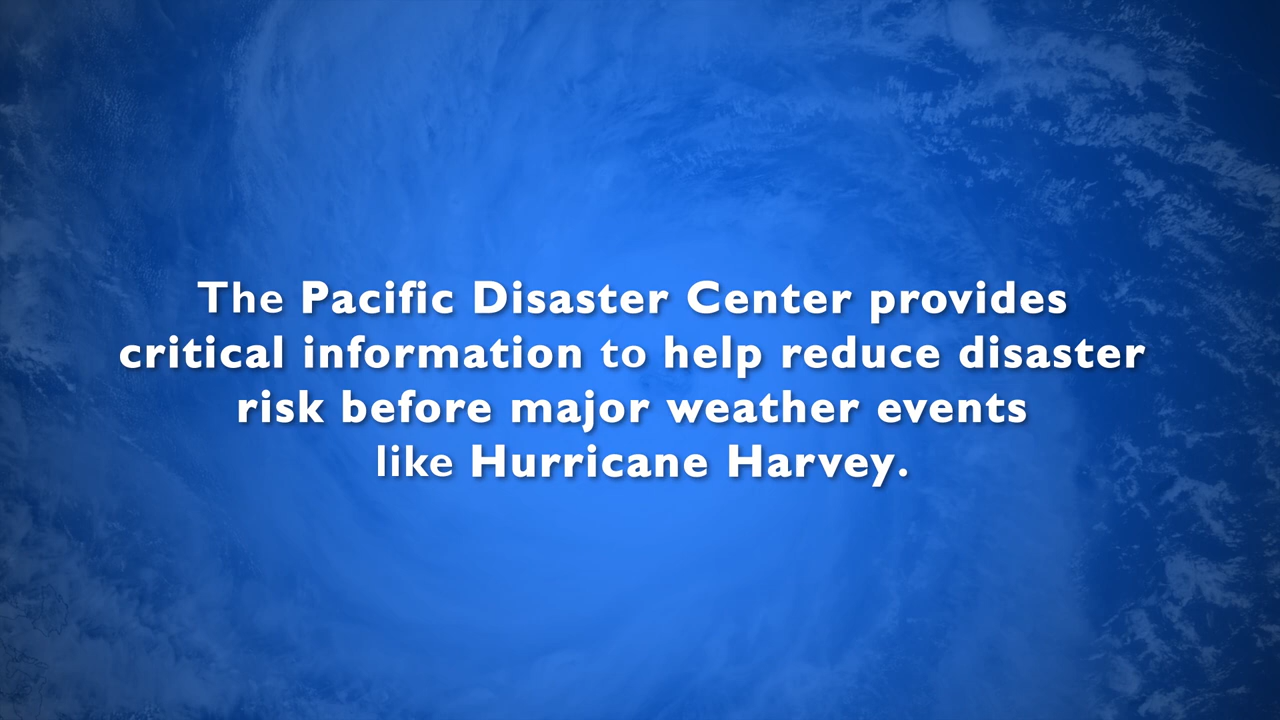 The Pacific Disaster Center provides
critical information to help reduce disaster
risk before major weather events
like Hurricane Harvey.